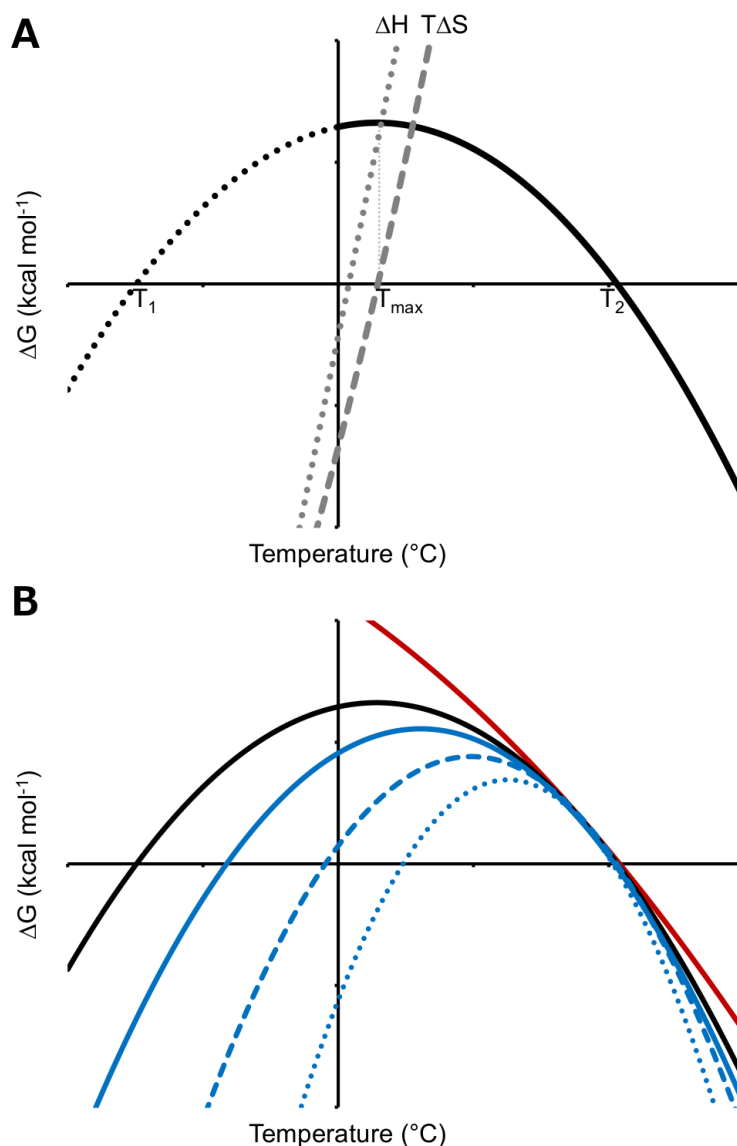 A
ΔH TΔS
ΔG (kcal mol⁻¹)
T₁ Tmax T₂
Temperature (°C)
B
ΔG (kcal mol⁻¹)
Temperature (°C)